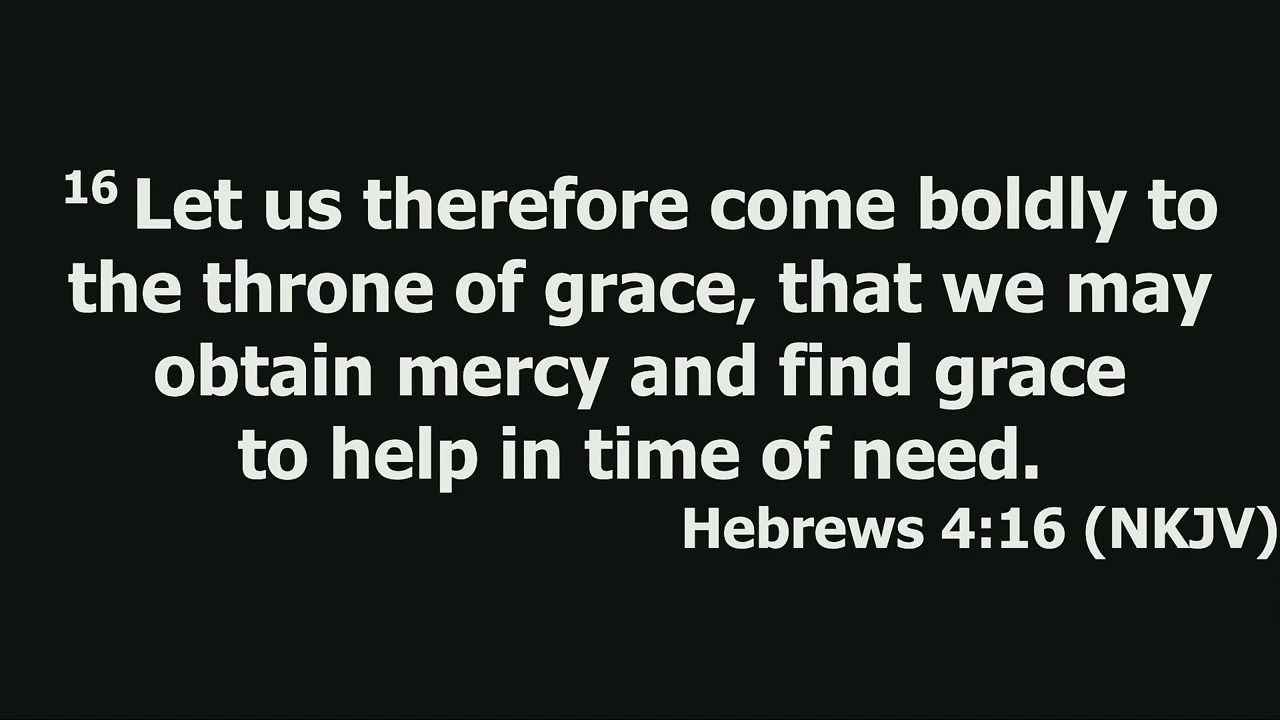 16 Let us therefore come boldly to
the throne of grace, that we may
obtain mercy and find grace
to help in time of need.
Hebrews 4:16 (NKJV)